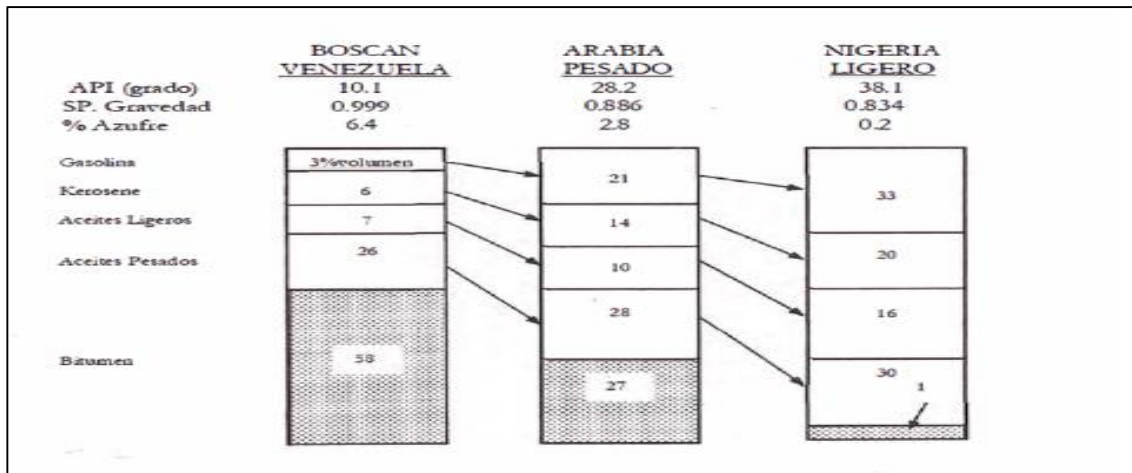 BOSCAN ARABIA NIGERIA
VENEZUELA PESADO LIGERO
API (grado) 10.1 28.2 38.1
SP. Gravedad 0.999 0.886 0.834
% Azufre 6.4 2.8 0.2
Gasolina 3%volumen 21 33
Kerosene 6 14 20
Aceites Ligeros 7 10 16
Aceites Pesados 26 28 30
Bitumen 58 27 1